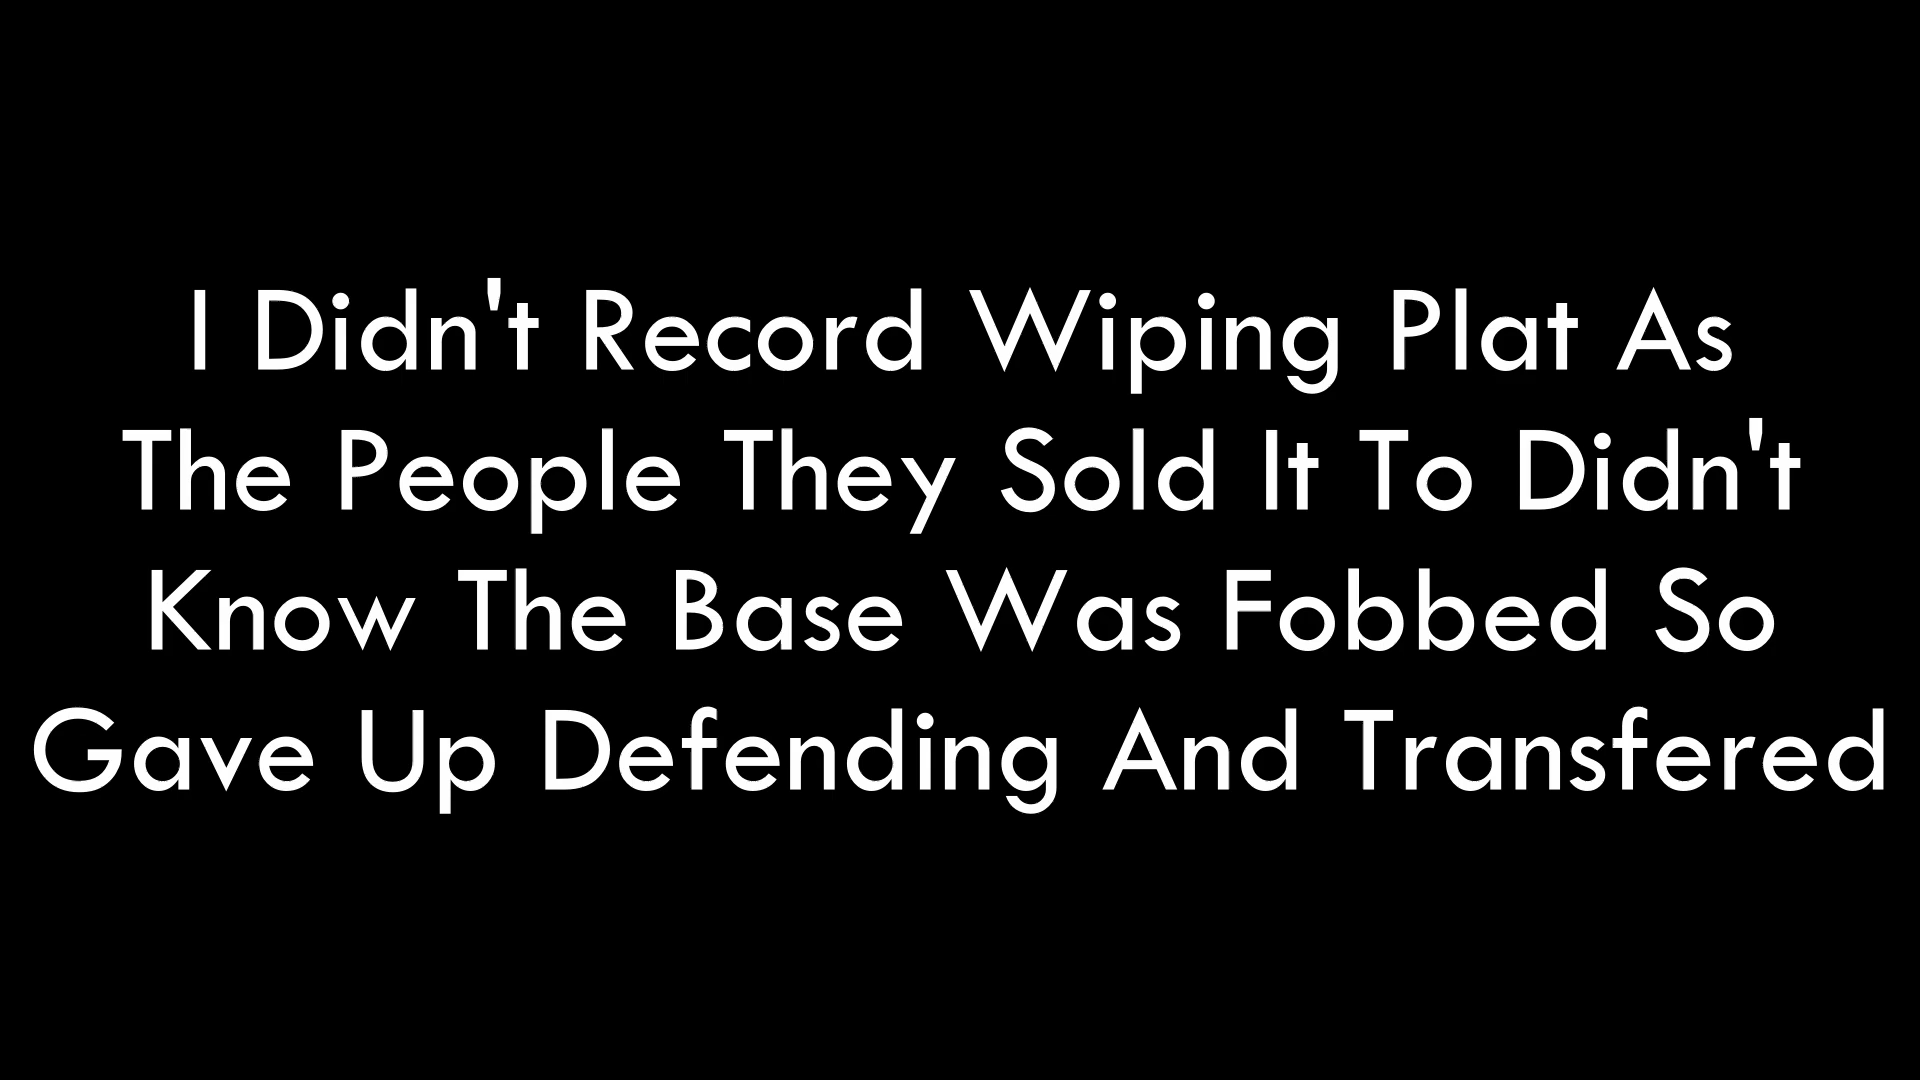 I Didn't Record Wiping Plat As
The People They Sold It To Didn't
Know The Base Was Fobbed So
Gave Up Defending And Transfered